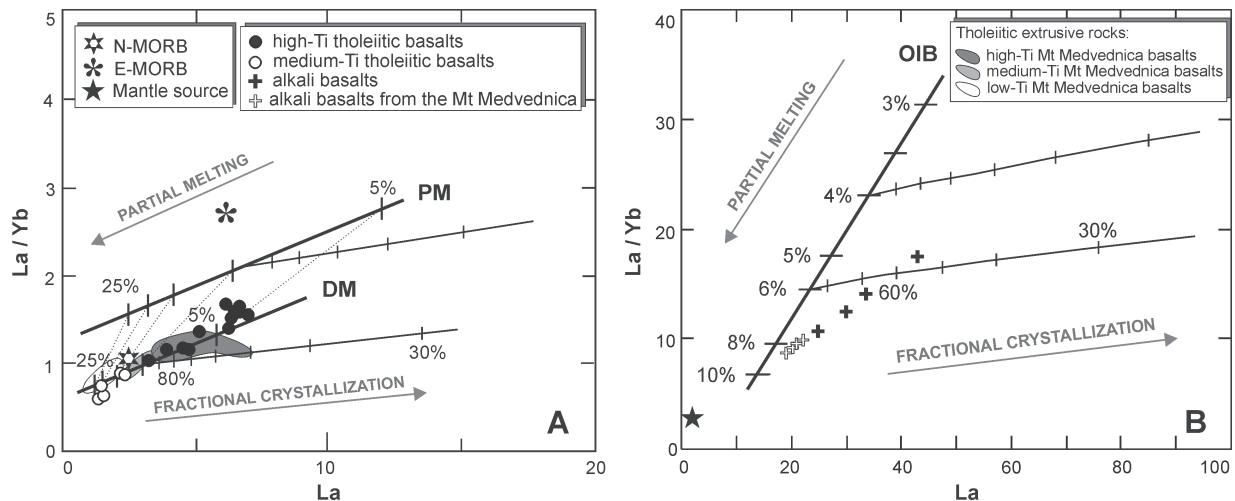 5
4
3
2
1
0
La / Yb
N-MORB
E-MORB
Mantle source
high-Ti tholeiitic basalts
medium-Ti tholeiitic basalts
alkali basalts
alkali basalts from the Mt Medvednica
PARTIAL MELTING
5%
PM
25%
DM
5%
25%
80%
30%
FRACTIONAL CRYSTALLIZATION
A
0
10
20
La
40
30
20
10
0
La/Yb
OIB
Tholeiitic extrusive rocks:
high-Ti Mt Medvednica basalts
medium-Ti Mt Medvednica basalts
low-Ti Mt Medvednica basalts
PARTIAL MELTING
3%
4%
5%
6%
8%
10%
30%
60%
FRACTIONAL CRYSTALLIZATION
B
0
20
40
60
80
100
La